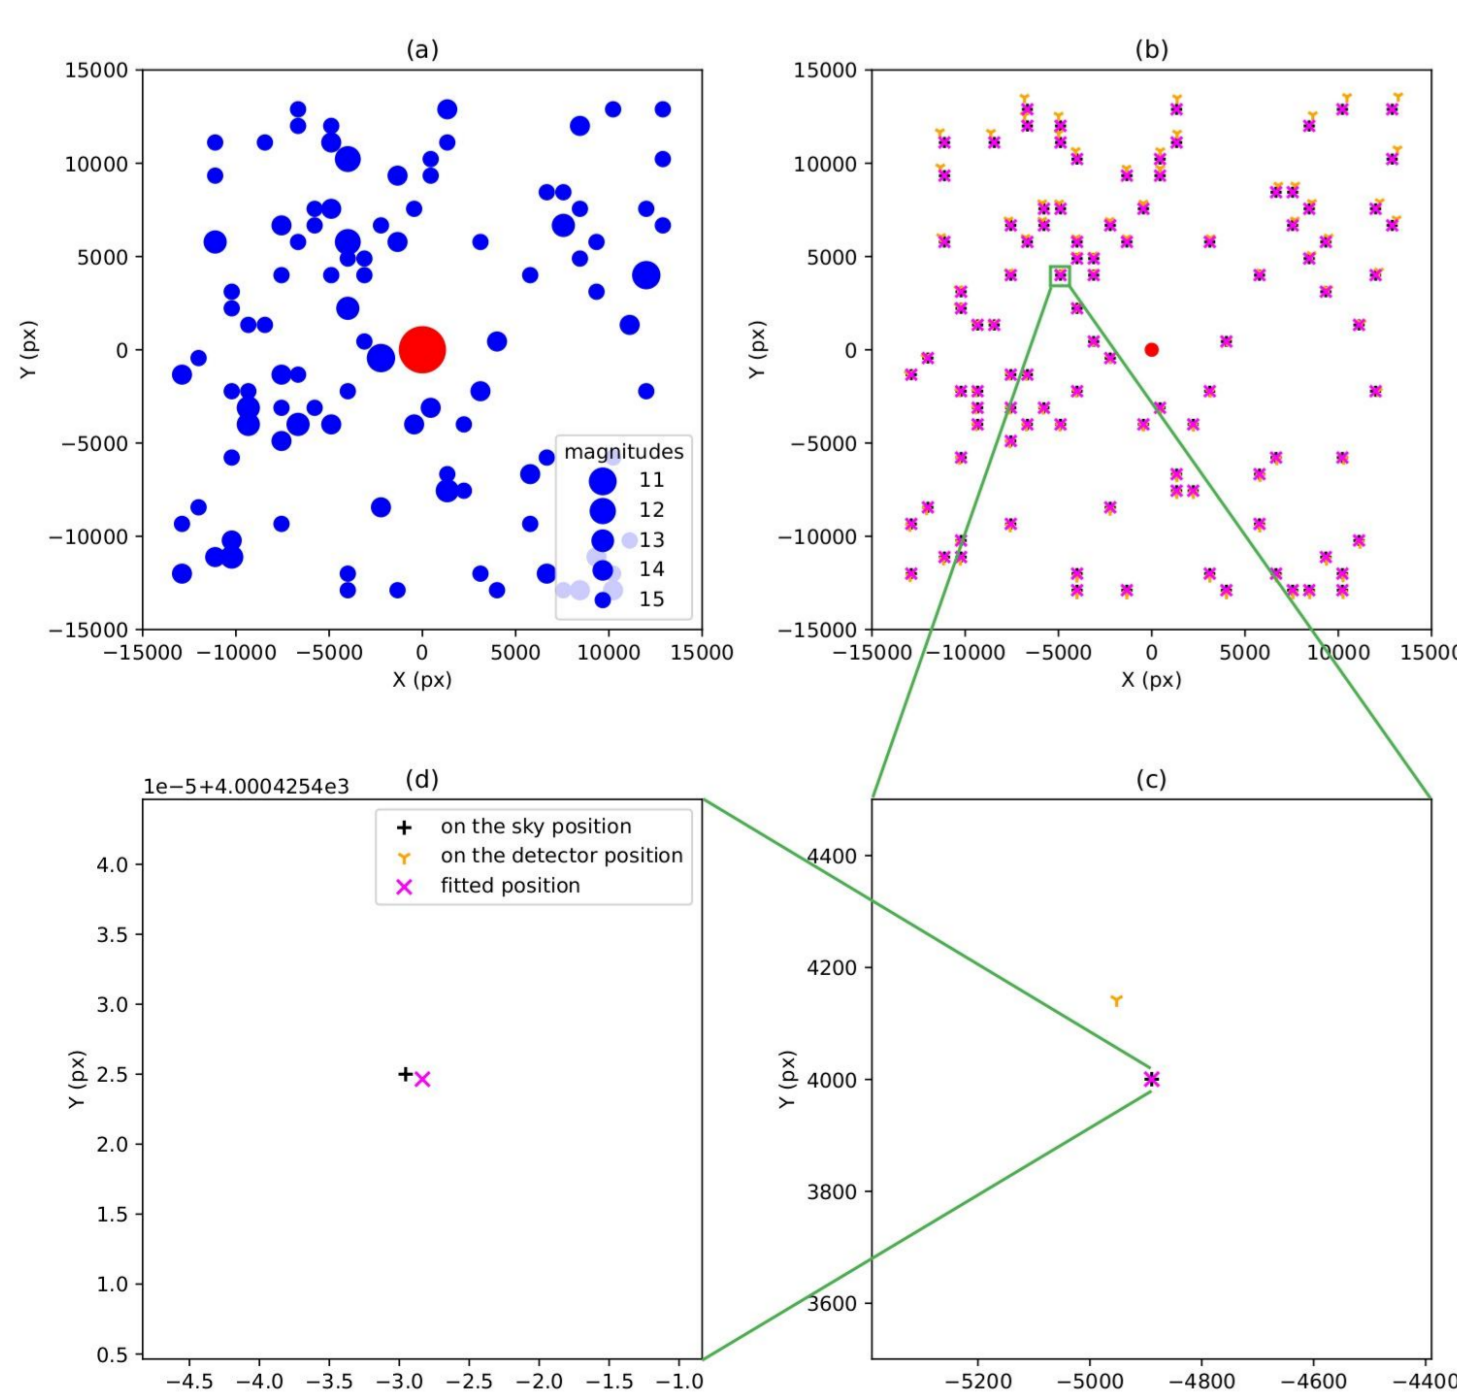 (a)
15000
10000
5000
0
−5000
−10000
−15000
Y (px)
magnitudes
11
12
13
14
15
−15000 −10000 −5000 0 5000 10000 15000
X (px)
(b)
15000
10000
5000
0
−5000
−10000
−15000
Y (px)
−15000 −10000 −5000 0 5000 10000 1500
X (px)
1e−5+4.0004254e3 (d)
on the sky position
on the detector position
fitted position
4.0
3.5
3.0
2.5
2.0
1.5
1.0
0.5
Y (px)
−4.5 −4.0 −3.5 −3.0 −2.5 −2.0 −1.5 −1.0
(c)
4400
4200
4000
3800
3600
Y (px)
−5200 −5000 −4800 −4600 −4400